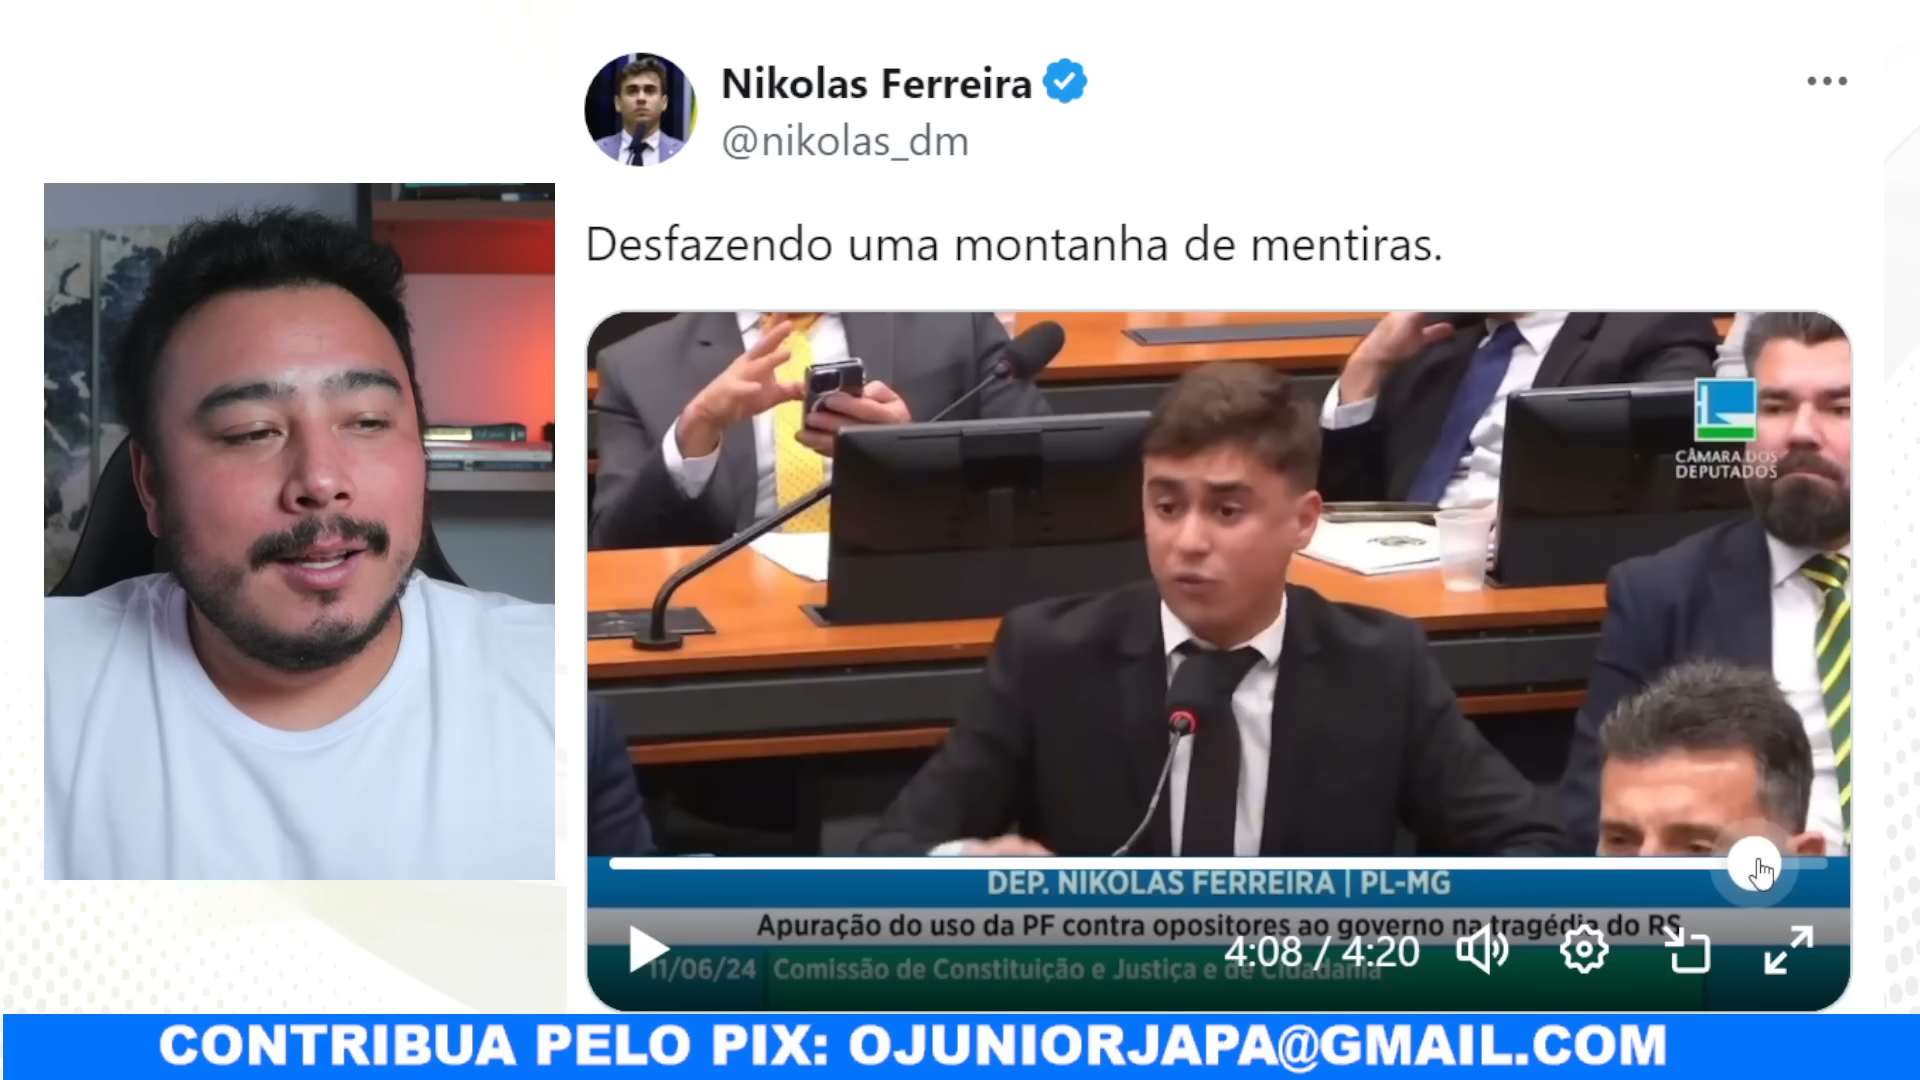 Nikolas Ferreira
@nikolas_dm
Desfazendo uma montanha de mentiras.
CÂMARA DOS
DEPUTADOS
DEP. NIKOLAS FERREIRA | PL-MG
Apuração do uso da PF contra opositores ao governo na tragédia do RS
4:08 / 4:20
11/06/24 Comissão de Constituição e Justiça e de Cidadania
CONTRIBUA PELO PIX: OJUNIORJAPA@GMAIL.COM